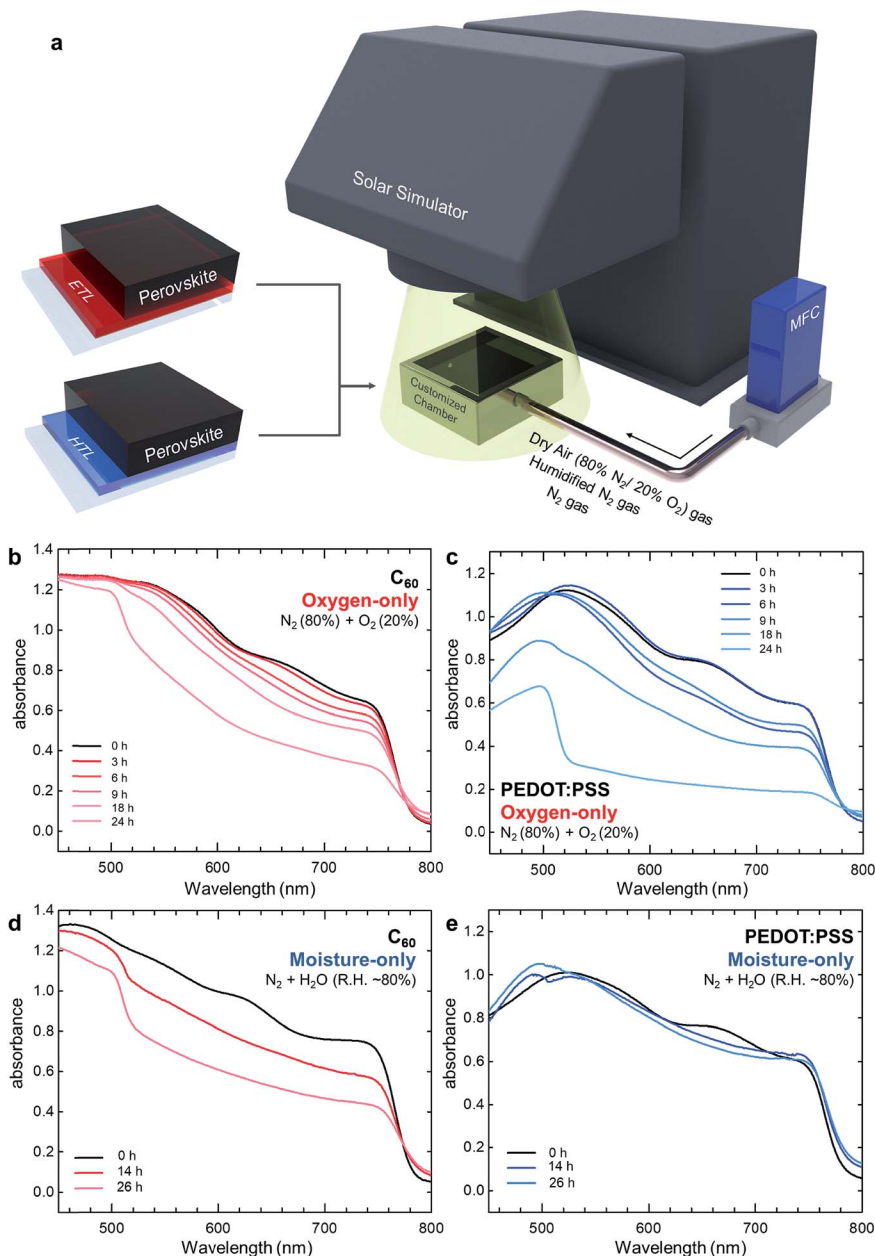 a
Solar Simulator
ETL
Perovskite
HTL
Perovskite
Customized
Chamber
MFC
Dry Air (80% N₂/ 20% O₂) gas
Humidified N₂ gas
N₂ gas
b
C₆₀
Oxygen-only
N₂ (80%) + O₂ (20%)
0 h
3 h
6 h
9 h
18 h
24 h
1.4
1.2
1.0
0.8
0.6
0.4
0.2
0.0
absorbance
500
600
700
800
Wavelength (nm)
c
0 h
3 h
6 h
9 h
18 h
24 h
PEDOT:PSS
Oxygen-only
N₂ (80%) + O₂ (20%)
1.2
1.0
0.8
0.6
0.4
0.2
0.0
absorbance
500
600
700
800
Wavelength (nm)
d
C₆₀
Moisture-only
N₂ + H₂O (R.H. ~80%)
0 h
14 h
26 h
1.4
1.2
1.0
0.8
0.6
0.4
0.2
0.0
absorbance
500
600
700
800
Wavelength (nm)
e
PEDOT:PSS
Moisture-only
N₂ + H₂O (R.H. ~80%)
0 h
14 h
26 h
1.2
1.0
0.8
0.6
0.4
0.2
0.0
absorbance
500
600
700
800
Wavelength (nm)